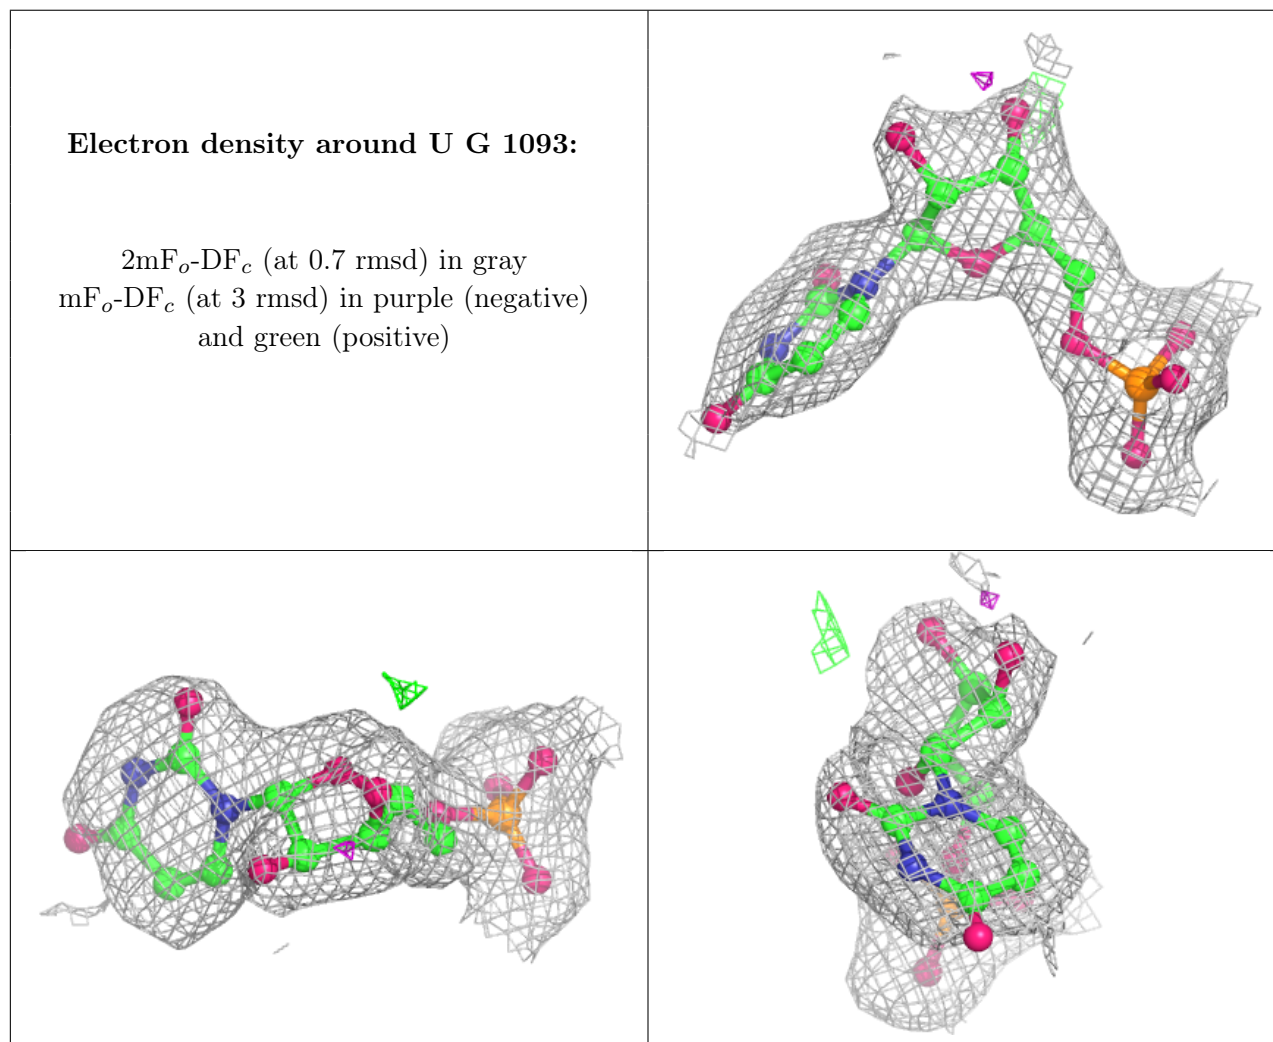 Electron density around U G 1093:
2mFo-DFc (at 0.7 rmsd) in gray
mFo-DFc (at 3 rmsd) in purple (negative)
and green (positive)